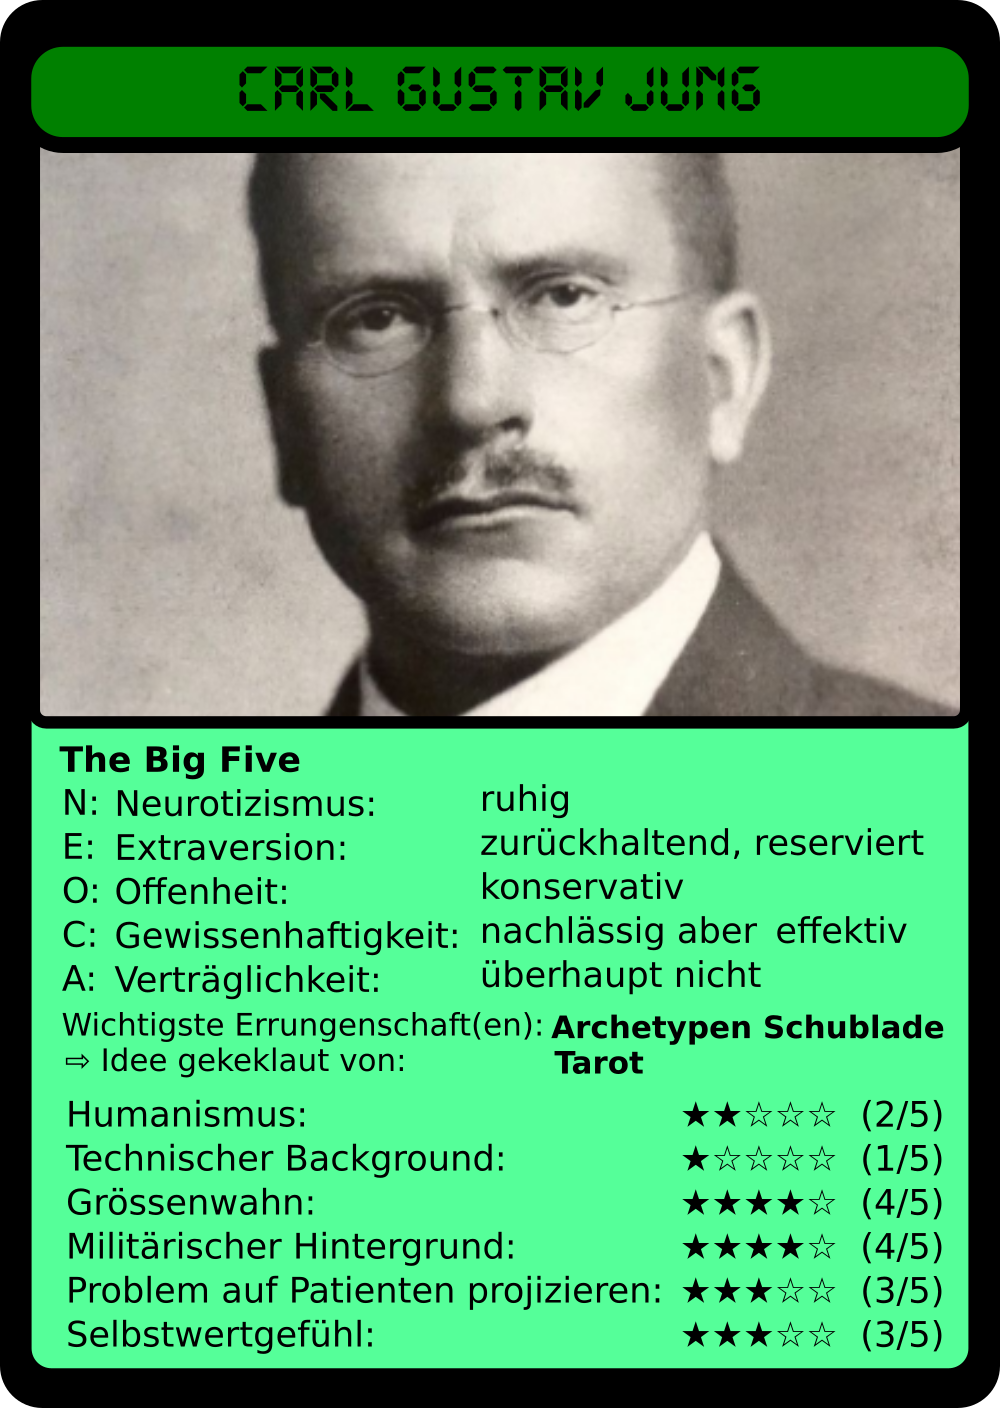 CARL GUSTAV JUNG
The Big Five
N: Neurotizismus: ruhig
E: Extraversion: zurückhaltend, reserviert
O: Offenheit: konservativ
C: Gewissenhaftigkeit: nachlässig aber effektiv
A: Verträglichkeit: überhaupt nicht
Wichtigste Errungenschaft(en): Archetypen Schublade
⇨ Idee gekeklaut von: Tarot
Humanismus: ★★☆☆☆ (2/5)
Technischer Background: ★☆☆☆☆ (1/5)
Grössenwahn: ★★★★☆ (4/5)
Militärischer Hintergrund: ★★★★☆ (4/5)
Problem auf Patienten projizieren: ★★★☆☆ (3/5)
Selbstwertgefühl: ★★★☆☆ (3/5)